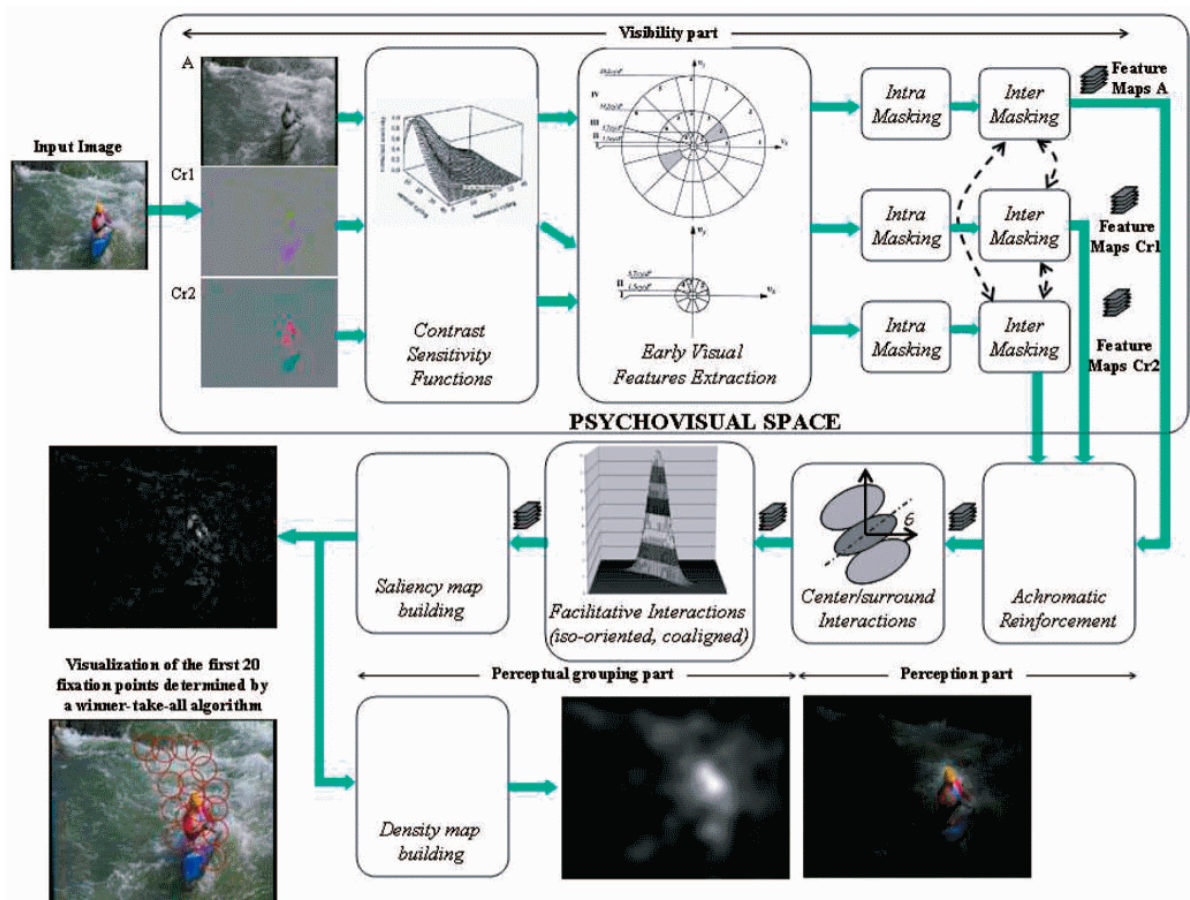 Visibility part
A
Input Image
Cr1
Cr2
Contrast
Sensitivity
Functions
Early Visual
Features Extraction
Intra
Masking
Inter
Masking
Feature
Maps A
Intra
Masking
Inter
Masking
Feature
Maps Cr1
Intra
Masking
Inter
Masking
Feature
Maps Cr2
PSYCHOVISUAL SPACE
Saliency map
building
Facilitative Interactions
(iso-oriented, coaligned)
Center/surround
Interactions
Achromatic
Reinforcement
Visualization of the first 20
fixation points determined by
a winner-take-all algorithm
Perceptual grouping part
Perception part
Density map
building